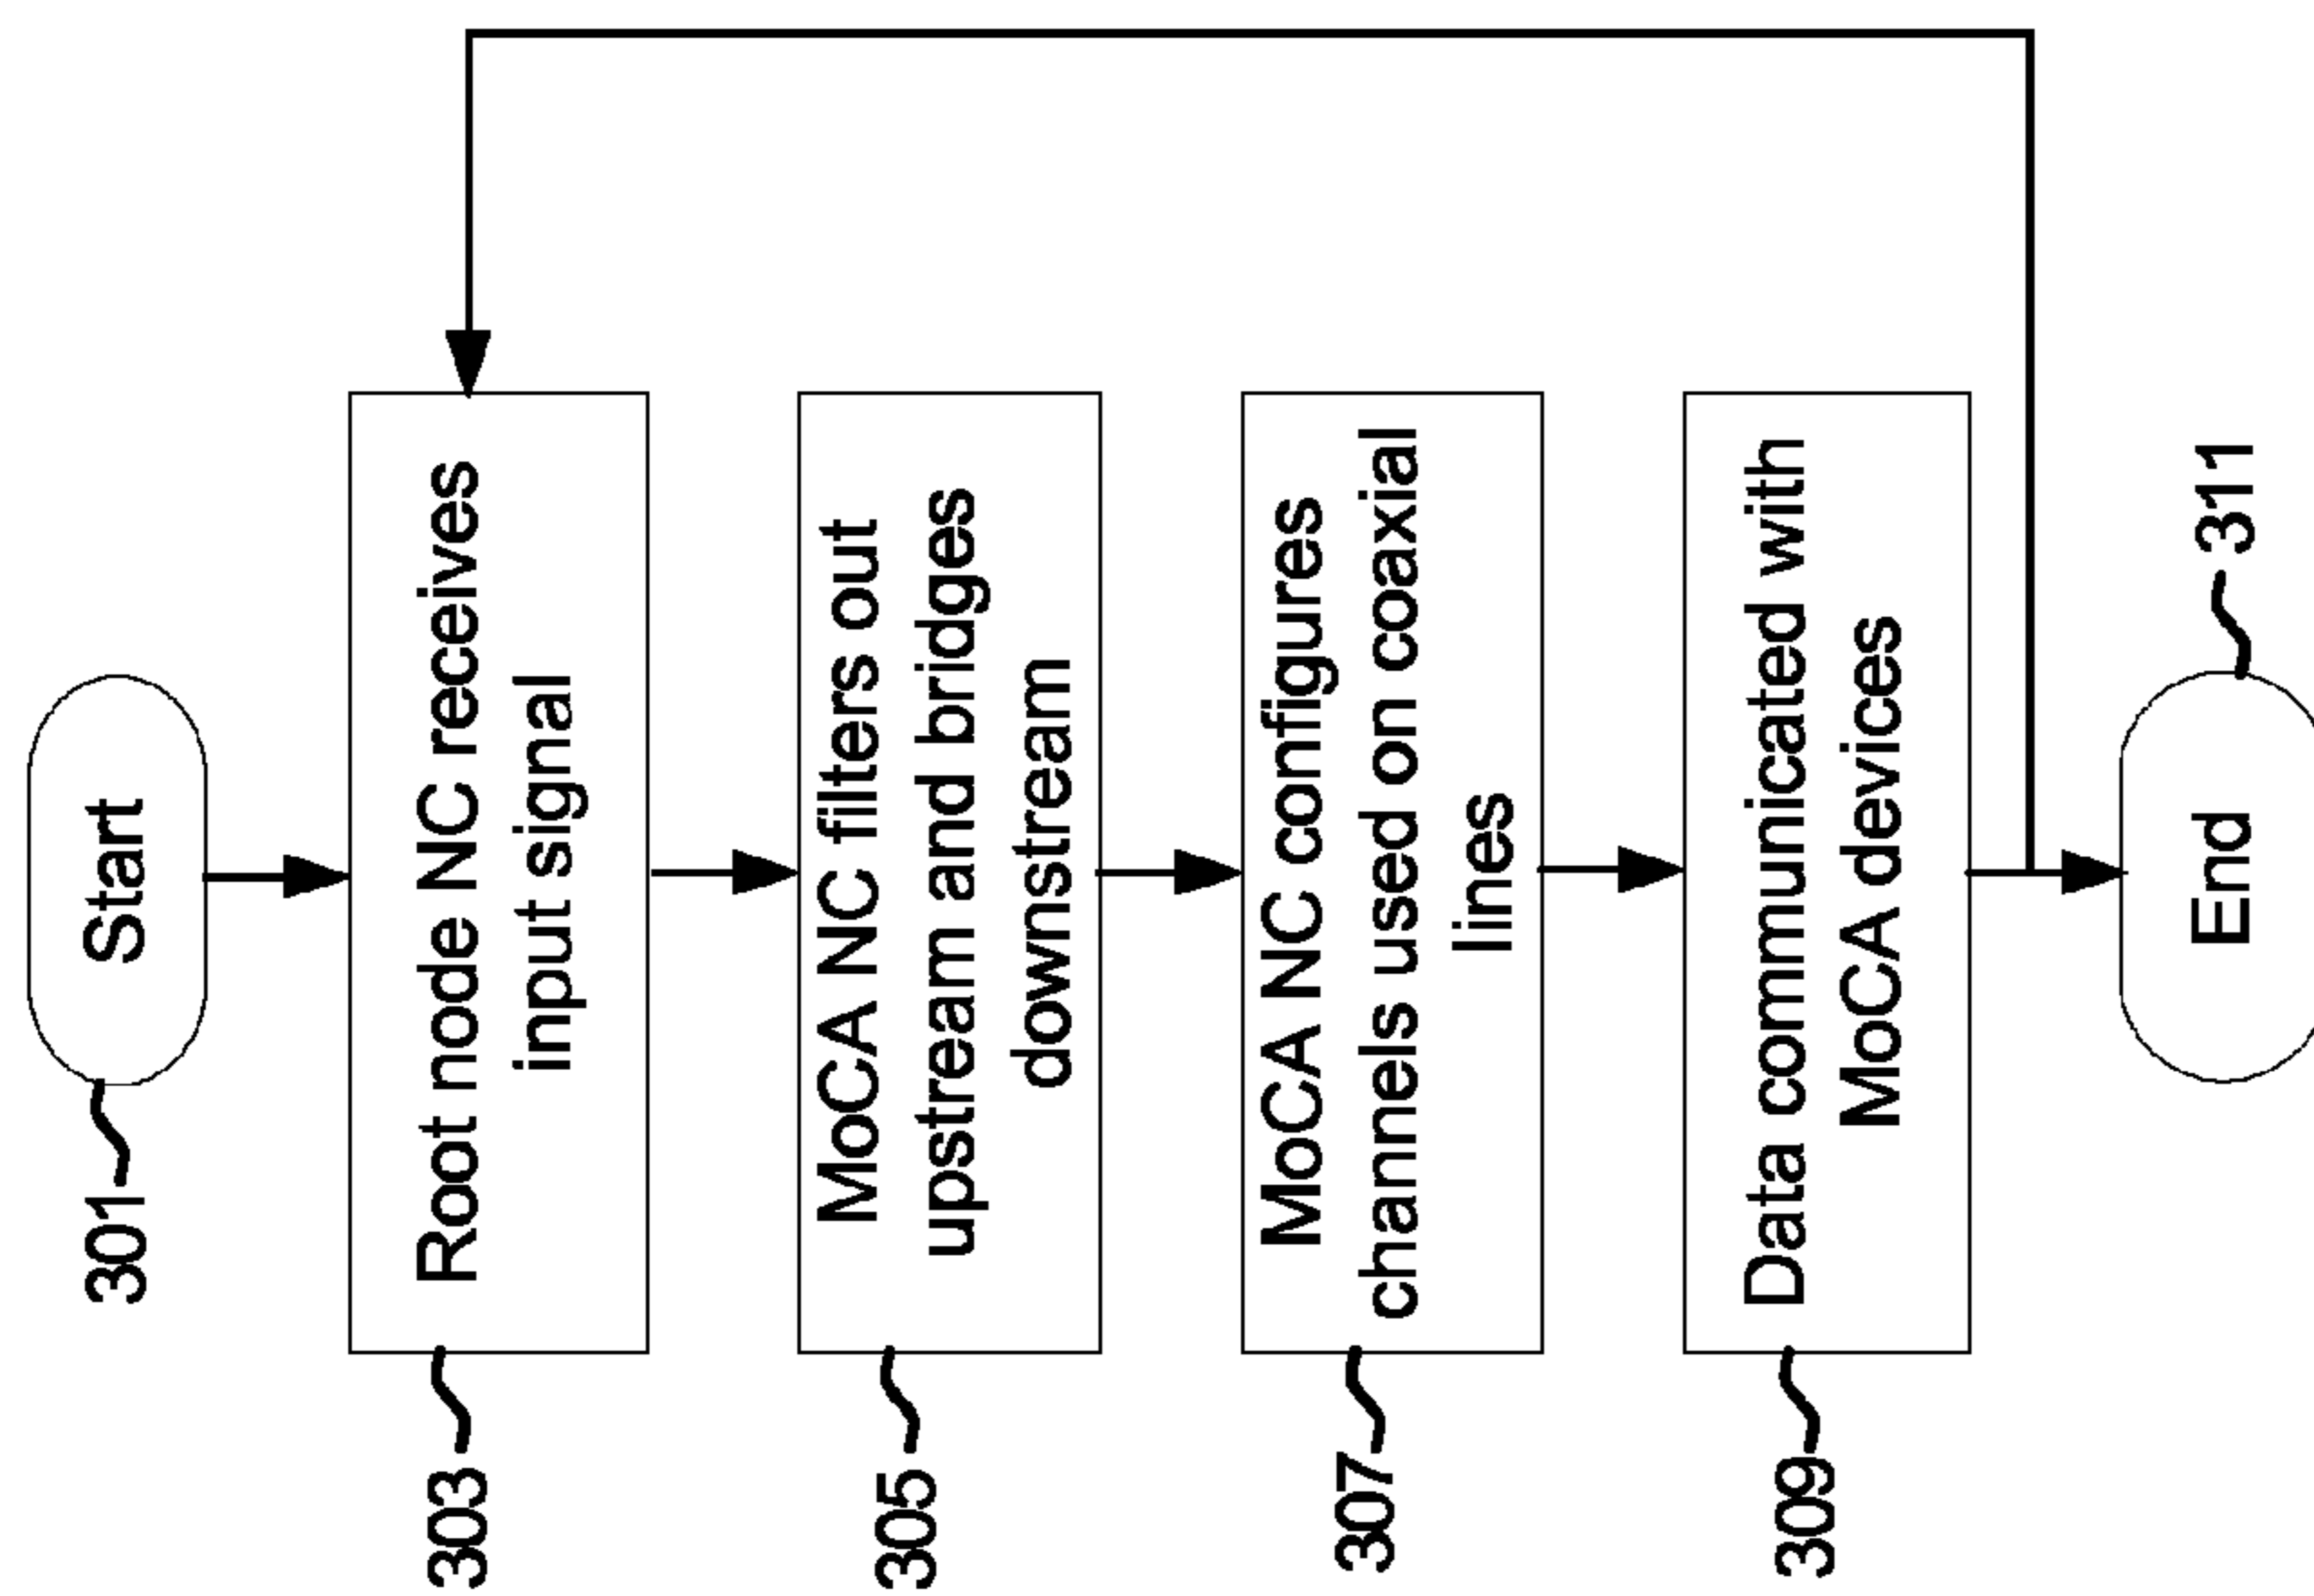 301
Start
303
Root node NC receives
input signal
305
MoCA NC filters out
upstream and bridges
downstream
307
MoCA NC configures
channels used on coaxial
lines
309
Data communicated with
MoCA devices
End
311